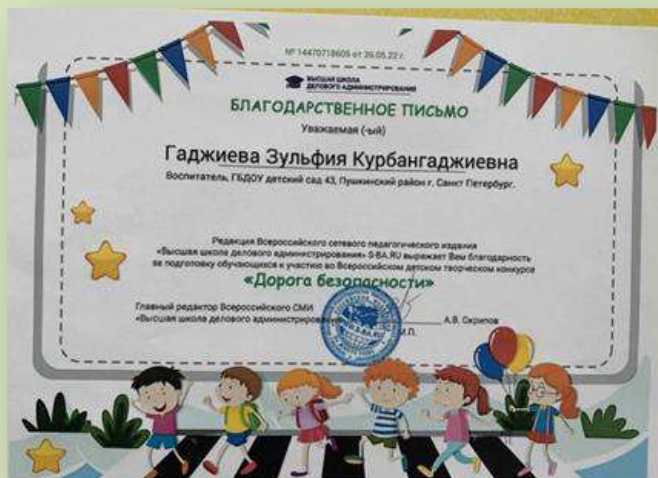 № 14470718605 от 26.05.22 г.
ВЫСШАЯ ШКОЛА
ДЕЛОВОГО АДМИНИСТРИРОВАНИЯ
БЛАГОДАРСТВЕННОЕ ПИСЬМО
Уважаемая (-ый)
Гаджиева Зульфия Курбангаджиевна
Воспитатель, ГБДОУ детский сад 43, Пушкинский район г. Санкт Петербург.
Редакция Всероссийского сетевого педагогического издания
«Высшая школа делового администрирования» S-BA.RU выражает Вам благодарность
за подготовку обучающихся к участию во Всероссийском детском творческом конкурсе
«Дорога безопасности»
Главный редактор Всероссийского СМИ
«Высшая школа делового администрирования» А.В. Скрипов
М.П.
S-BA.RU